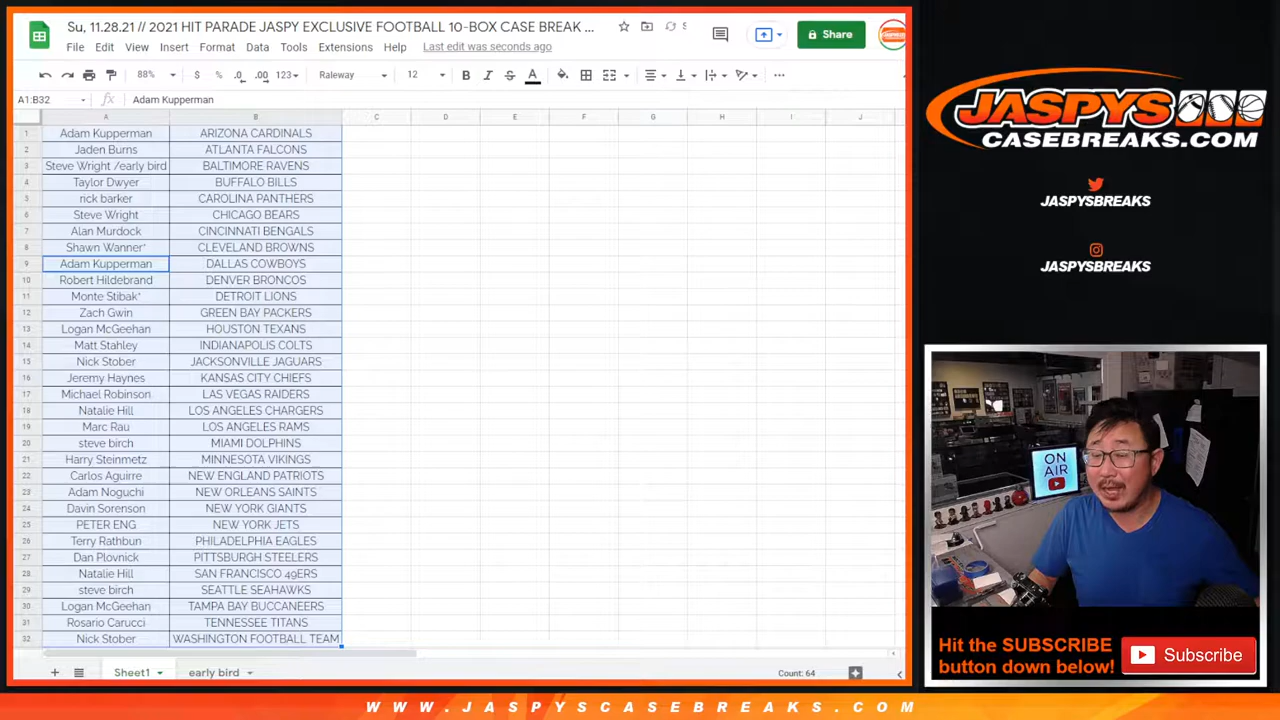 Su, 11.28.21 // 2021 HIT PARADE JASPY EXCLUSIVE FOOTBALL 10-BOX CASE BREAK ...
S
Share
File Edit View Insert Format Data Tools Extensions Help Last edit was seconds ago
88% $ % .0 .00 123 Raleway 12 B I S A
A1:B32 fx Adam Kupperman
A B C D E F G H I J
1 Adam Kupperman ARIZONA CARDINALS
2 Jaden Burns ATLANTA FALCONS
3 Steve Wright /early bird BALTIMORE RAVENS
4 Taylor Dwyer BUFFALO BILLS
5 rick barker CAROLINA PANTHERS
6 Steve Wright CHICAGO BEARS
7 Alan Murdock CINCINNATI BENGALS
8 Shawn Wanner* CLEVELAND BROWNS
9 Adam Kupperman DALLAS COWBOYS
10 Robert Hildebrand DENVER BRONCOS
11 Monte Stibak* DETROIT LIONS
12 Zach Gwin GREEN BAY PACKERS
13 Logan McGeehan HOUSTON TEXANS
14 Matt Stahley INDIANAPOLIS COLTS
15 Nick Stober JACKSONVILLE JAGUARS
16 Jeremy Haynes KANSAS CITY CHIEFS
17 Michael Robinson LAS VEGAS RAIDERS
18 Natalie Hill LOS ANGELES CHARGERS
19 Marc Rau LOS ANGELES RAMS
20 steve birch MIAMI DOLPHINS
21 Harry Steinmetz MINNESOTA VIKINGS
22 Carlos Aguirre NEW ENGLAND PATRIOTS
23 Adam Noguchi NEW ORLEANS SAINTS
24 Davin Sorenson NEW YORK GIANTS
25 PETER ENG NEW YORK JETS
26 Terry Rathbun PHILADELPHIA EAGLES
27 Dan Plovnick PITTSBURGH STEELERS
28 Natalie Hill SAN FRANCISCO 49ERS
29 steve birch SEATTLE SEAHAWKS
30 Logan McGeehan TAMPA BAY BUCCANEERS
31 Rosario Carucci TENNESSEE TITANS
32 Nick Stober WASHINGTON FOOTBALL TEAM
Sheet1 early bird Count: 64
JASPYS
CASEBREAKS.COM
JASPYSBREAKS
JASPYSBREAKS
ON
AIR
Hit the SUBSCRIBE
button down below!
Subscribe
WWW.JASPYSCASEBREAKS.COM